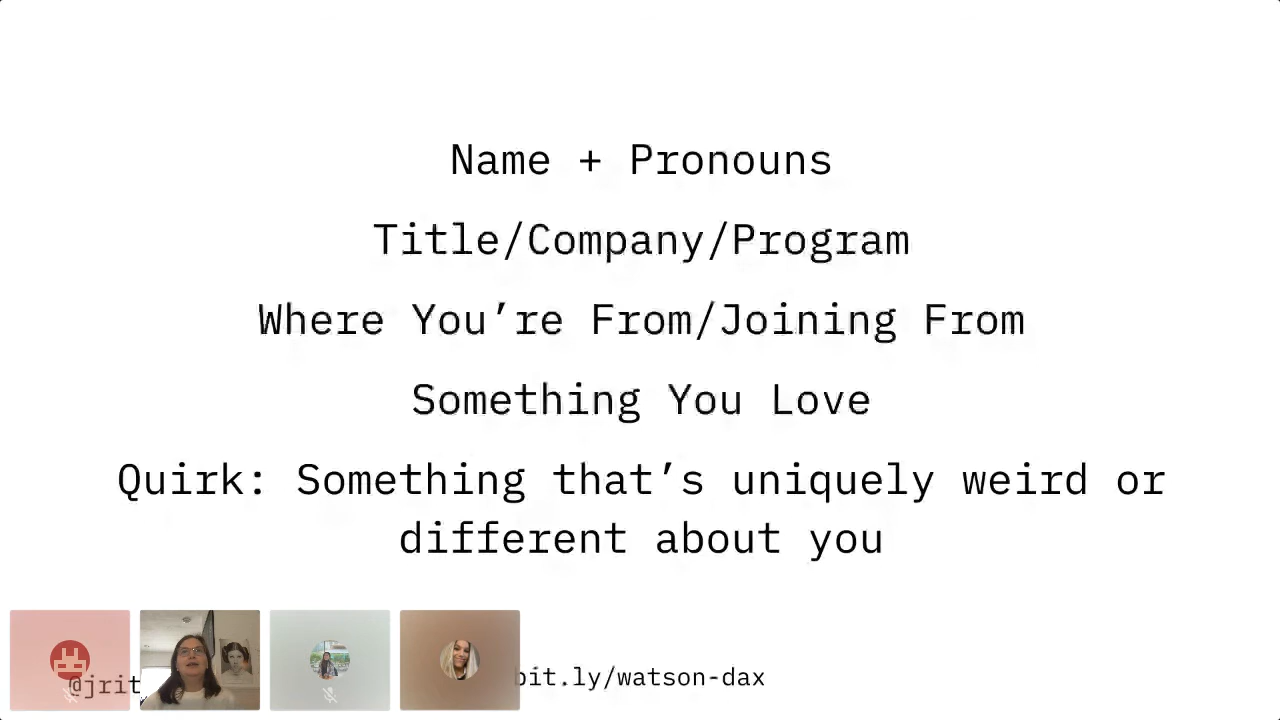 Name + Pronouns
Title/Company/Program
Where You’re From/Joining From
Something You Love
Quirk: Something that’s uniquely weird or
different about you
@jrit
bit.ly/watson-dax